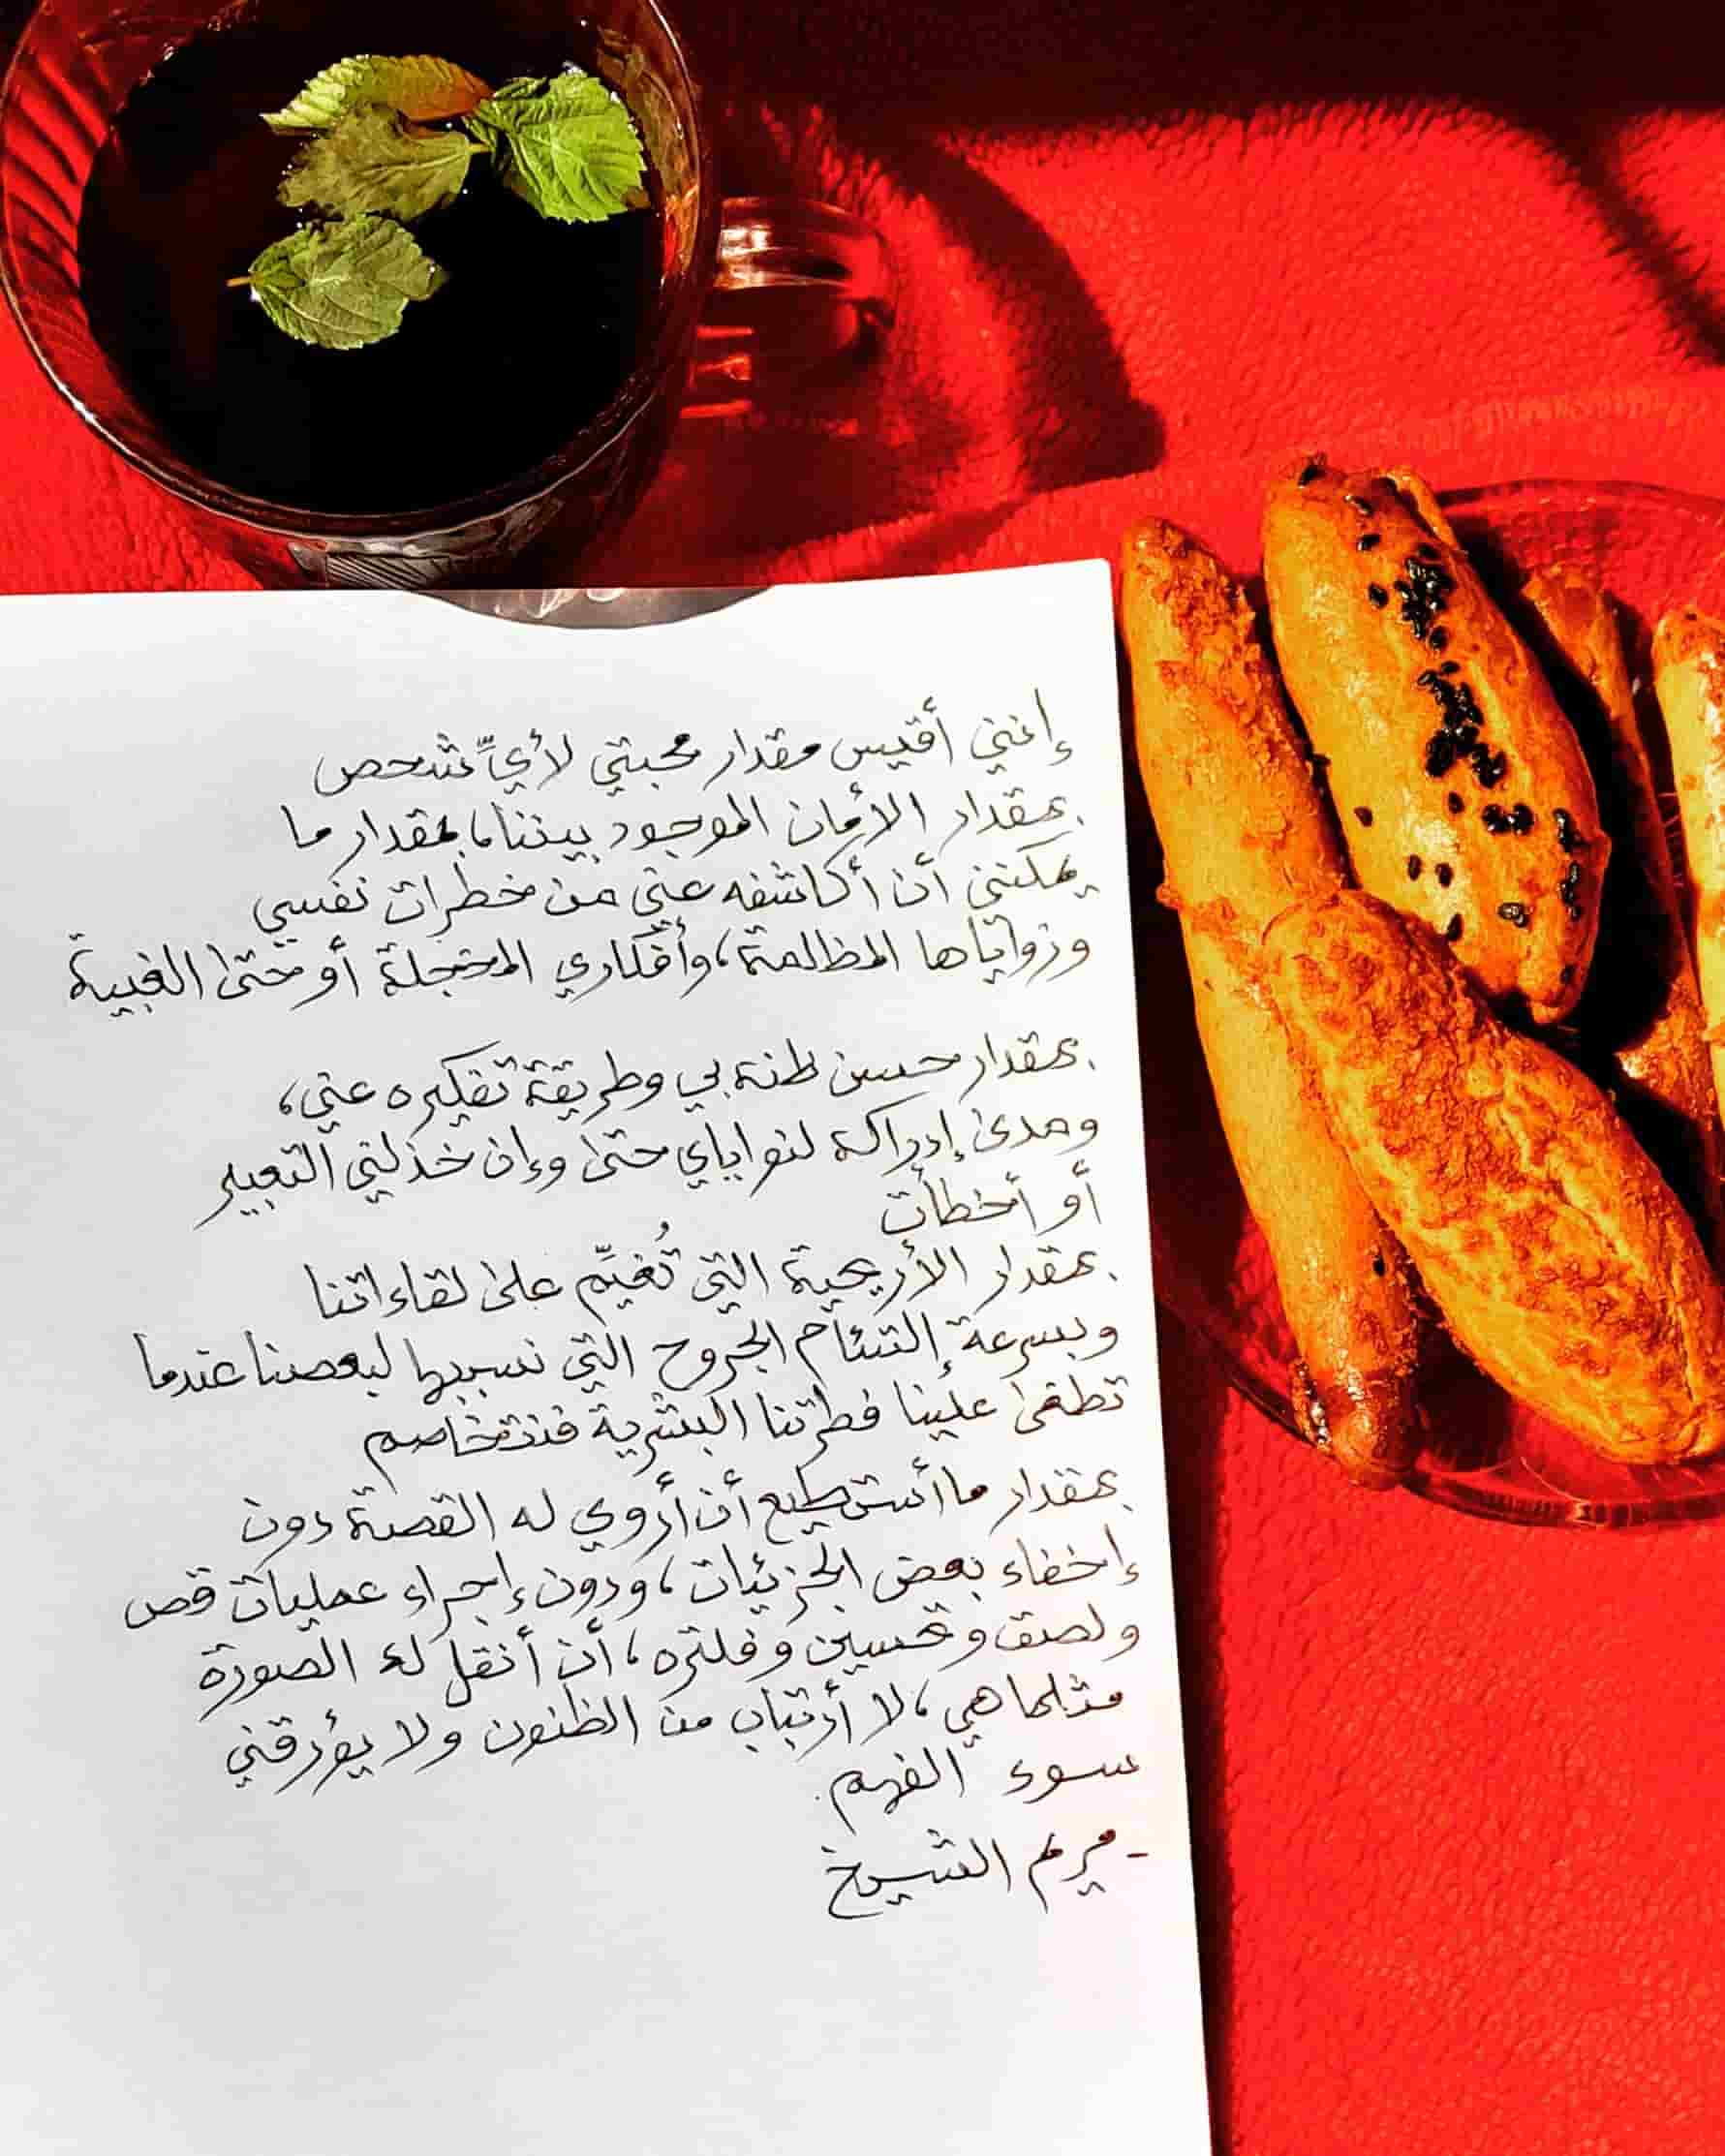 إنني أقيس مقدار محبتي لأيِّ شخص
بمقدار الأمان الموجود بيننا، بمقدار ما
يمكنني أن أكاشفه عني من خطرات نفسي
وزواياها المظلمة، وأفكاري المخجلة أو حتى الغبية
بمقدار حسن ظنه بي وطريقة تفكيره عني،
ومدى إدراكه لنواياي حتى وإن خذلني التعبير
أو أخطأت
بمقدار الأريحية التي تُغيِّم على لقاءاتنا
وبسرعة إلتئام الجروح التي نسببها لبعضنا عندما
تطغى علينا فطرتنا البشرية فنتخاصم
بمقدار ما أستطيع أن أروي له القصة دون
إخفاء بعض الجزئيات، ودون إجراء عمليات قص
ولصق وتحسين وفلتره، أن أنقل له الصورة
مثلما هي، لا أرتاب من الظنون ولا يؤرقني
سوء الفهم.
- مريم الشيخ